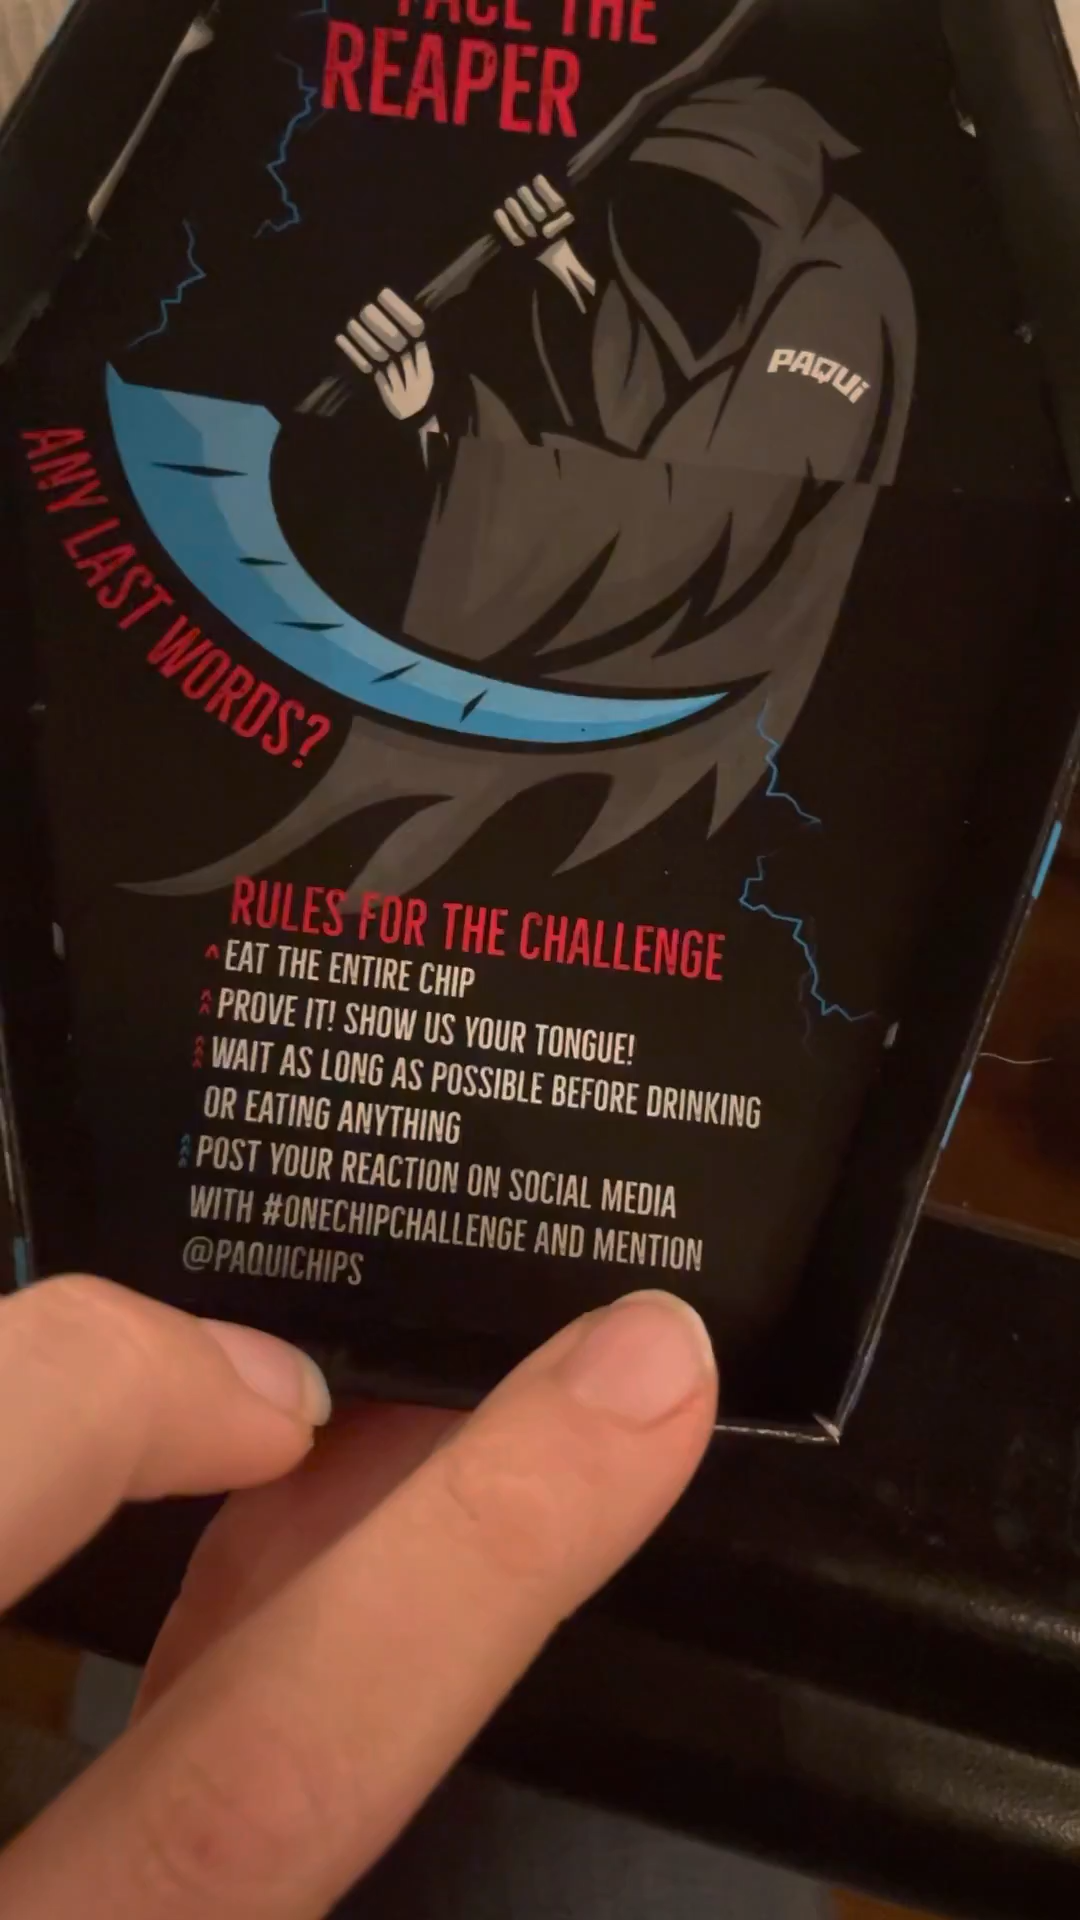 FACE THE
REAPER
PAQUI
ANY LAST WORDS?
RULES FOR THE CHALLENGE
EAT THE ENTIRE CHIP
PROVE IT! SHOW US YOUR TONGUE!
WAIT AS LONG AS POSSIBLE BEFORE DRINKING
OR EATING ANYTHING
POST YOUR REACTION ON SOCIAL MEDIA
WITH #ONECHIPCHALLENGE AND MENTION
@PAQUICHIPS